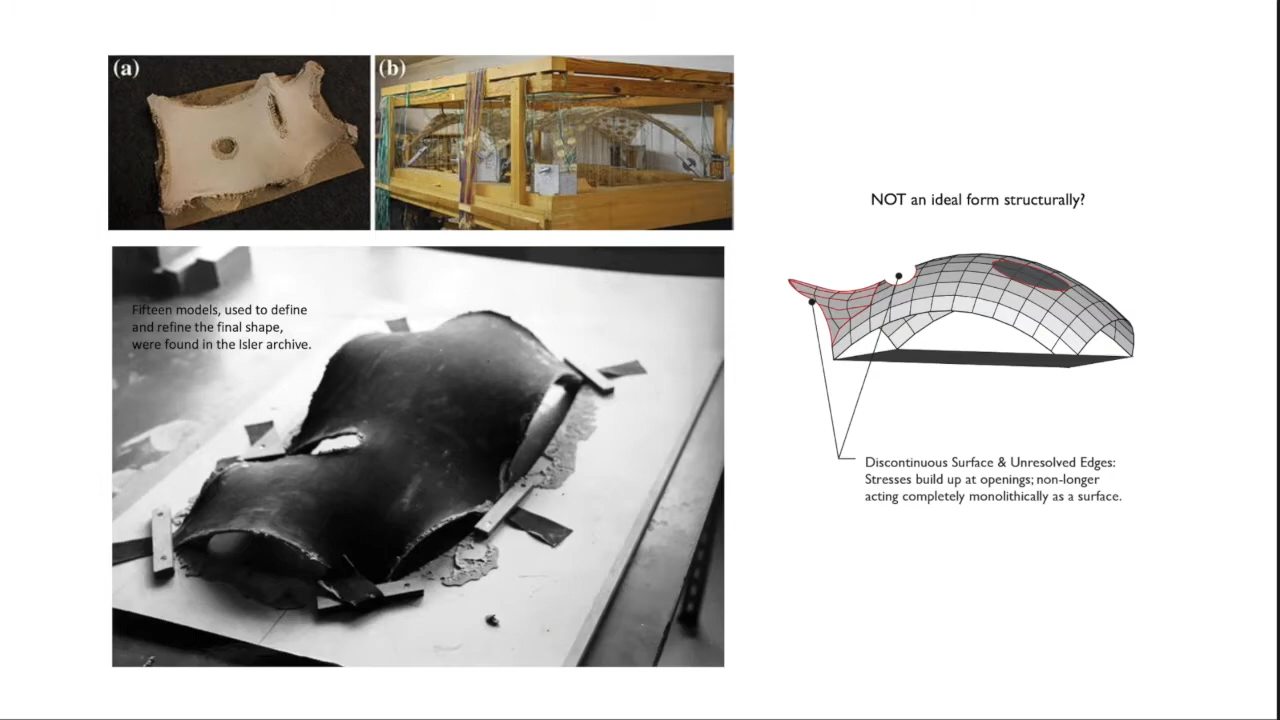 (a)
(b)
Fifteen models, used to define
and refine the final shape,
were found in the Isler archive.
NOT an ideal form structurally?
Discontinuous Surface & Unresolved Edges:
Stresses build up at openings; non-longer
acting completely monolithically as a surface.